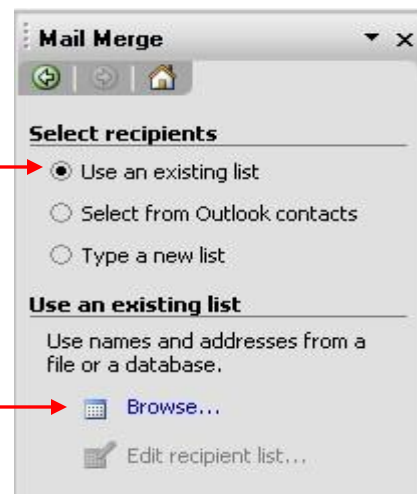 Mail Merge
Select recipients
Use an existing list
Select from Outlook contacts
Type a new list
Use an existing list
Use names and addresses from a
file or a database.
Browse...
Edit recipient list...